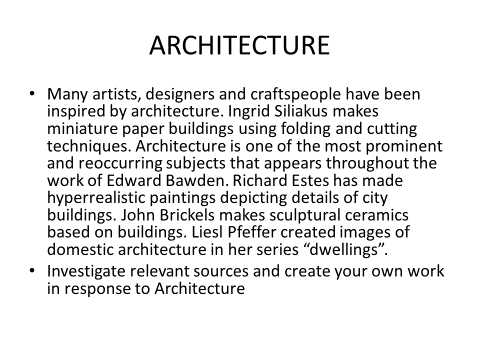 ARCHITECTURE
• Many artists, designers and craftspeople have been
inspired by architecture. Ingrid Siliakus makes
miniature paper buildings using folding and cutting
techniques. Architecture is one of the most prominent
and reoccurring subjects that appears throughout the
work of Edward Bawden. Richard Estes has made
hyperrealistic paintings depicting details of city
buildings. John Brickels makes sculptural ceramics
based on buildings. Liesl Pfeffer created images of
domestic architecture in her series “dwellings”.
• Investigate relevant sources and create your own work
in response to Architecture